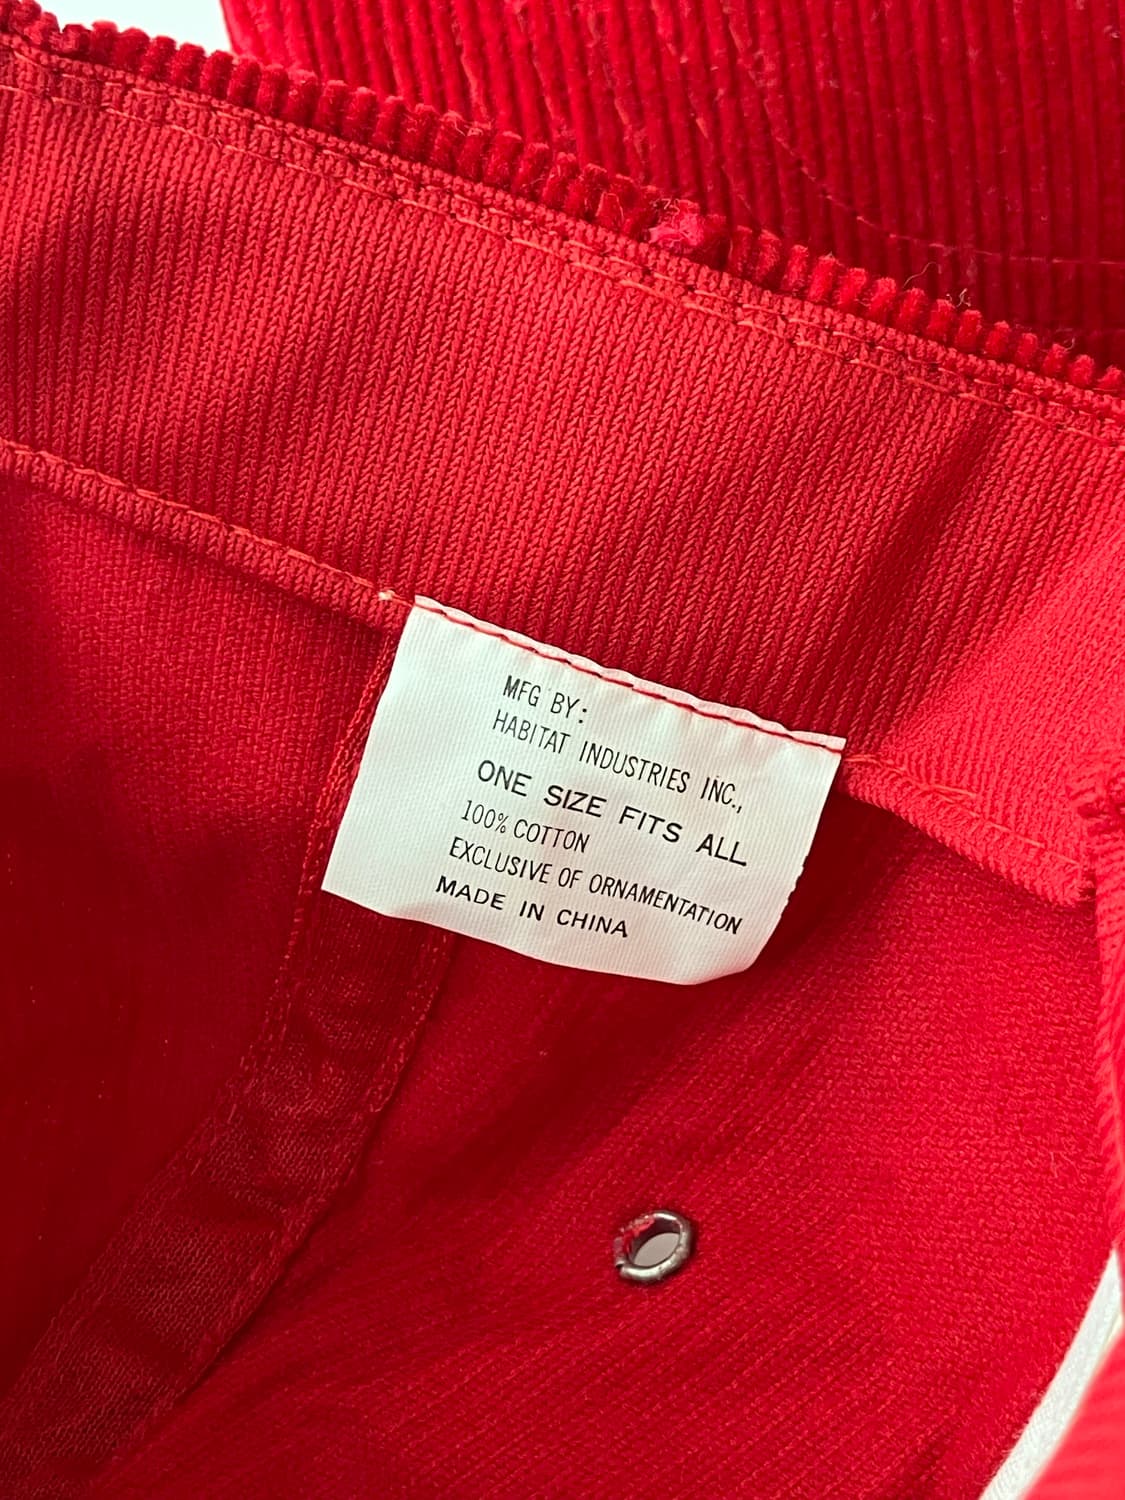 MFG BY:
HABITAT INDUSTRIES INC.,
ONE SIZE FITS ALL
100% COTTON
EXCLUSIVE OF ORNAMENTATION
MADE IN CHINA